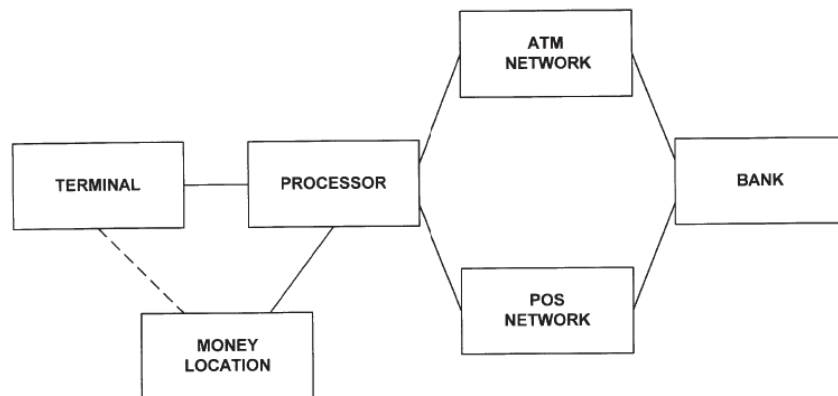 ATM
NETWORK
TERMINAL
PROCESSOR
BANK
POS
NETWORK
MONEY
LOCATION